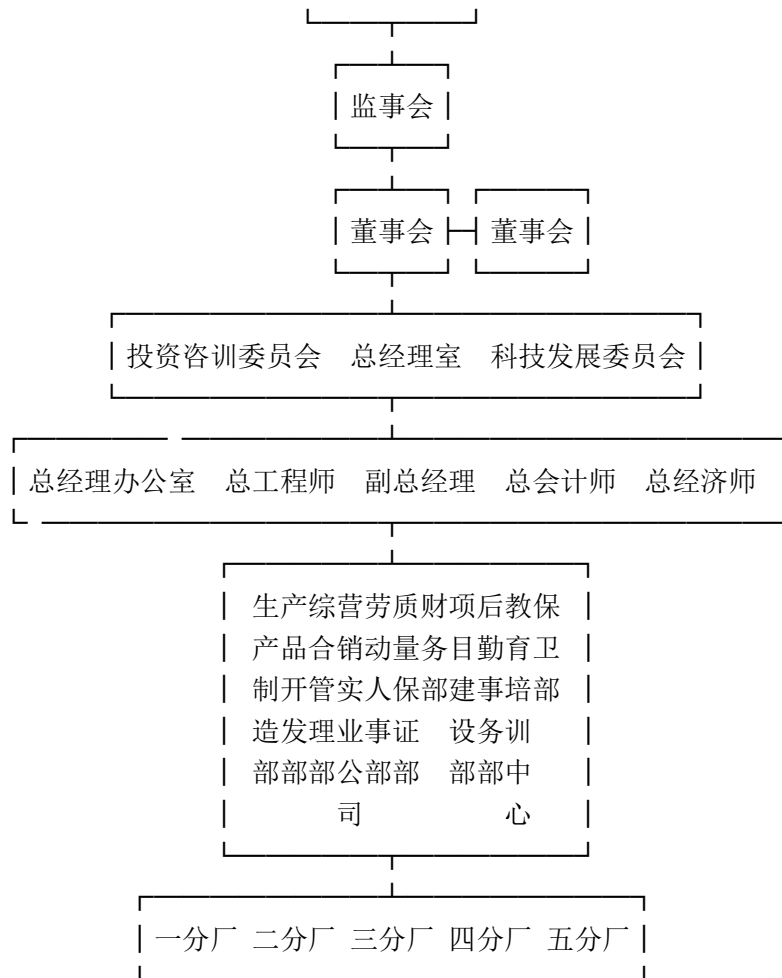 监事会
董事会 董事会
投资咨训委员会 总经理室 科技发展委员会
总经理办公室 总工程师 副总经理 总会计师 总经济师
生产综营劳质财项后教保
产品合销动量务目勤育卫
制开管实人保部建事培部
造发理业事证 设务训
部部部公部部 部部中
司 心
一分厂 二分厂 三分厂 四分厂 五分厂